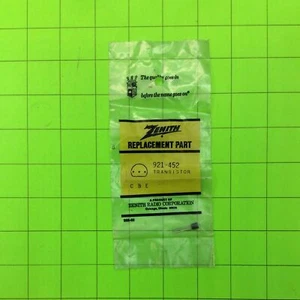 The quality goes in
before the name goes on®
ZENITH
REPLACEMENT PART
921-452
TRANSISTOR
C B E
A PRODUCT OF
ZENITH RADIO CORPORATION